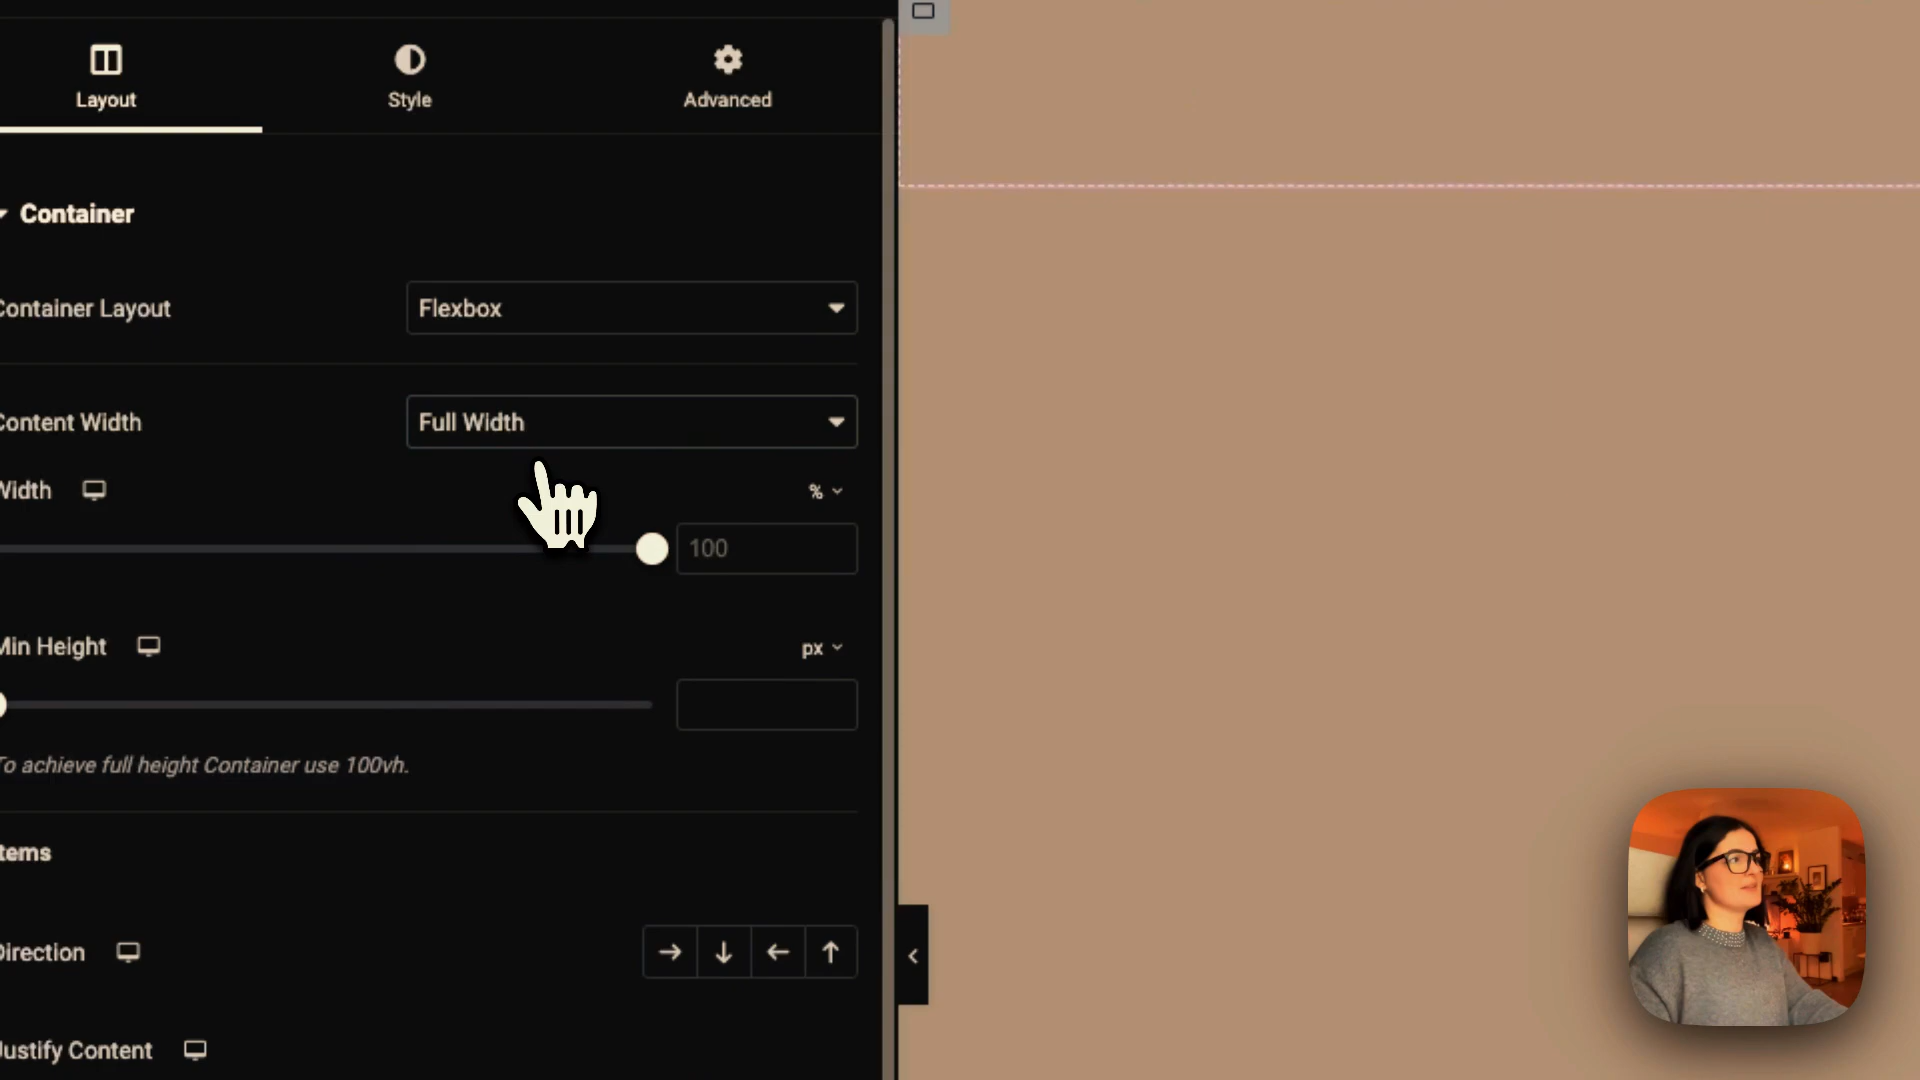 Layout
Style
Advanced
Container
Container Layout
Flexbox
Content Width
Full Width
Width
%
100
Min Height
px
To achieve full height Container use 100vh.
Items
Direction
Justify Content